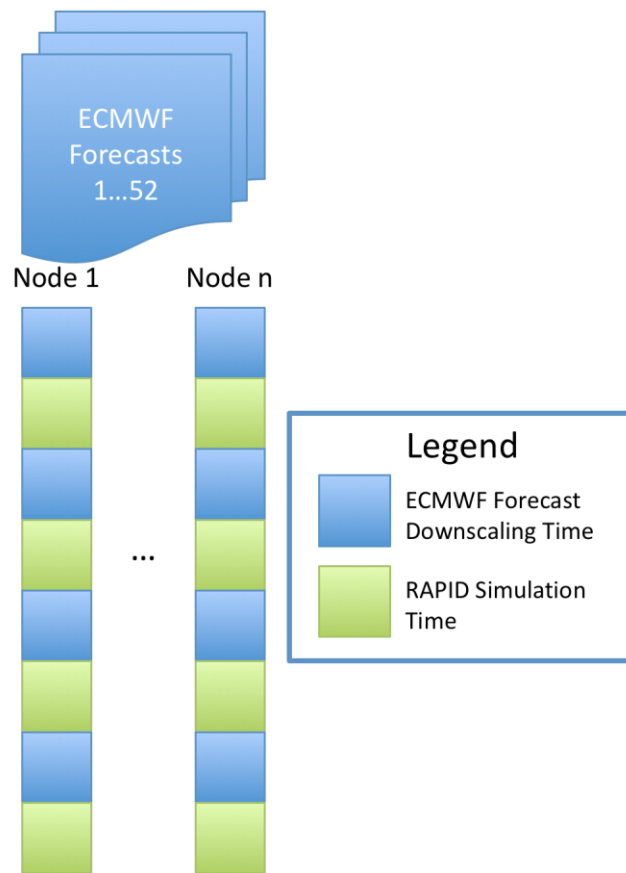 ECMWF
Forecasts
1...52
Node 1
Node n
...
Legend
ECMWF Forecast
Downscaling Time
RAPID Simulation
Time